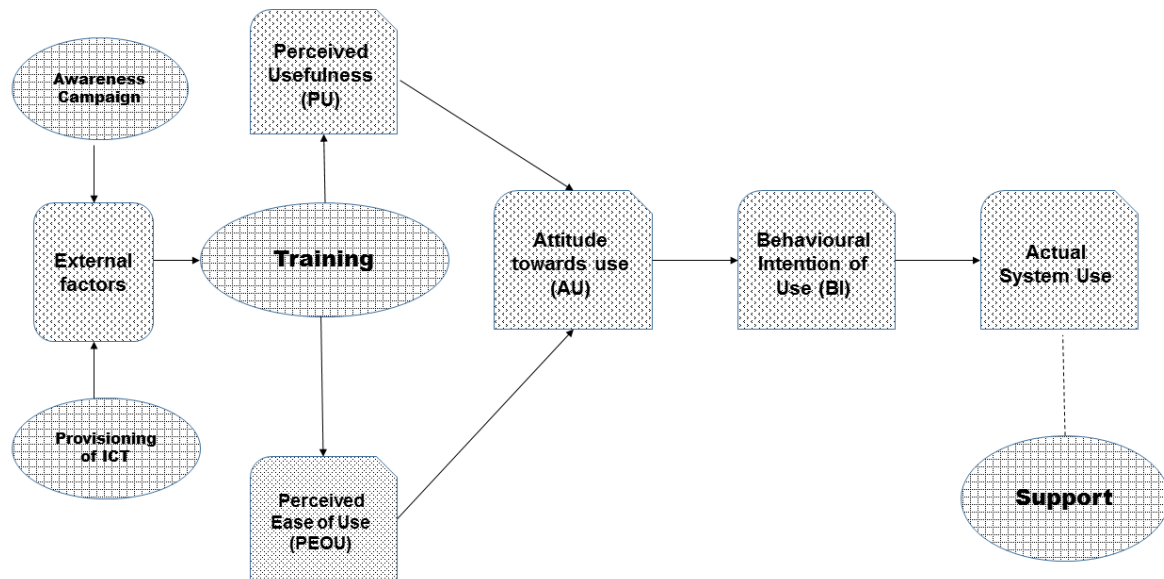 Awareness
Campaign
Perceived
Usefulness
(PU)
External
factors
Training
Attitude
towards use
(AU)
Behavioural
Intention of
Use (BI)
Actual
System Use
Provisioning
of ICT
Perceived
Ease of Use
(PEOU)
Support